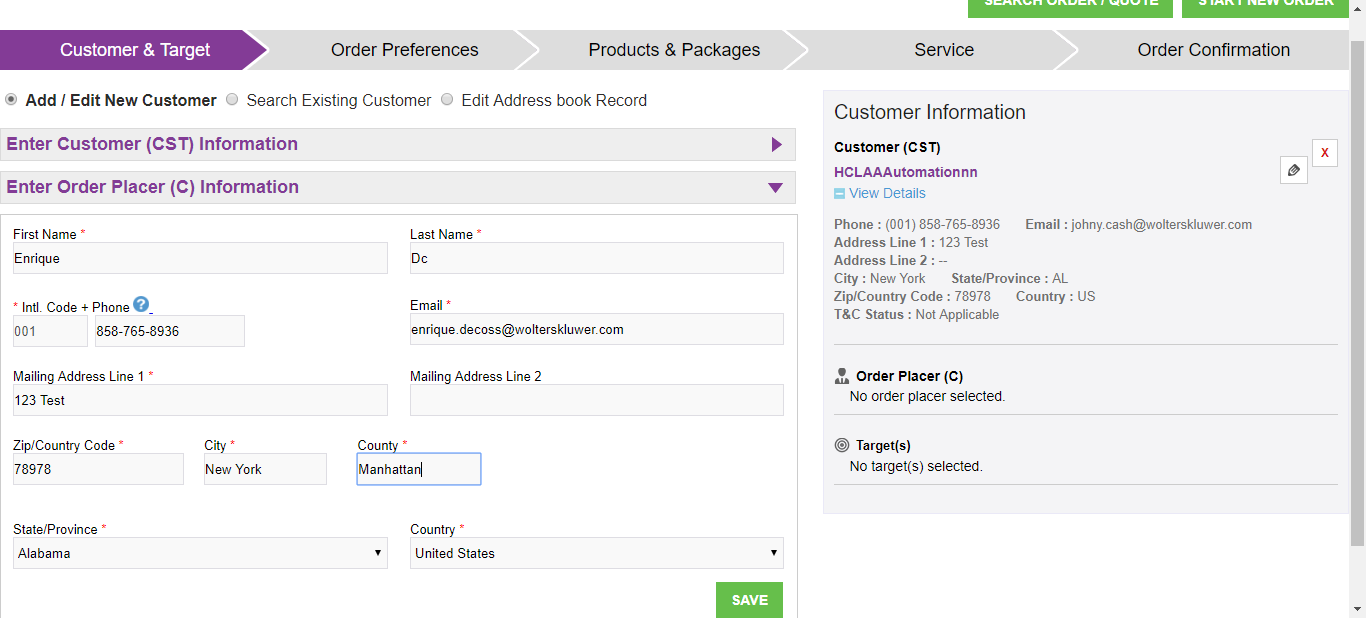 SEARCH ORDER / QUOTE START NEW ORDER
Customer & Target Order Preferences Products & Packages Service Order Confirmation
Add / Edit New Customer Search Existing Customer Edit Address book Record
Enter Customer (CST) Information
Enter Order Placer (C) Information
First Name * Last Name *
Enrique Dc
* Intl. Code + Phone ? Email *
001 858-765-8936 enrique.decoss@wolterskluwer.com
Mailing Address Line 1 * Mailing Address Line 2
123 Test
Zip/Country Code * City * County *
78978 New York Manhattan
State/Province * Country *
Alabama United States
SAVE
Customer Information
Customer (CST)
X
HCLAAAutomationnn
View Details
Phone : (001) 858-765-8936 Email : johny.cash@wolterskluwer.com
Address Line 1 : 123 Test
Address Line 2 : --
City : New York State/Province : AL
Zip/Country Code : 78978 Country : US
T&C Status : Not Applicable
Order Placer (C)
No order placer selected.
Target(s)
No target(s) selected.